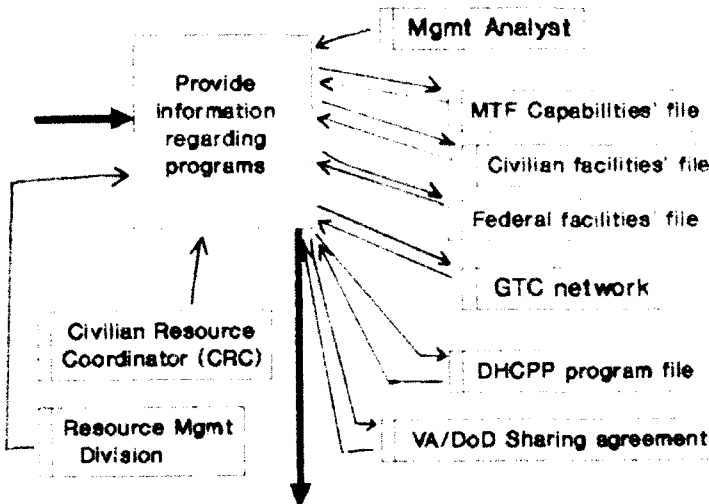 Mgmt Analyst
Provide
information
regarding
programs
MTF Capabilities' file
Civilian facilities' file
Federal facilities' file
GTC network
Civilian Resource
Coordinator (CRC)
DHCPP program file
Resource Mgmt
Division
VA/DoD Sharing agreement